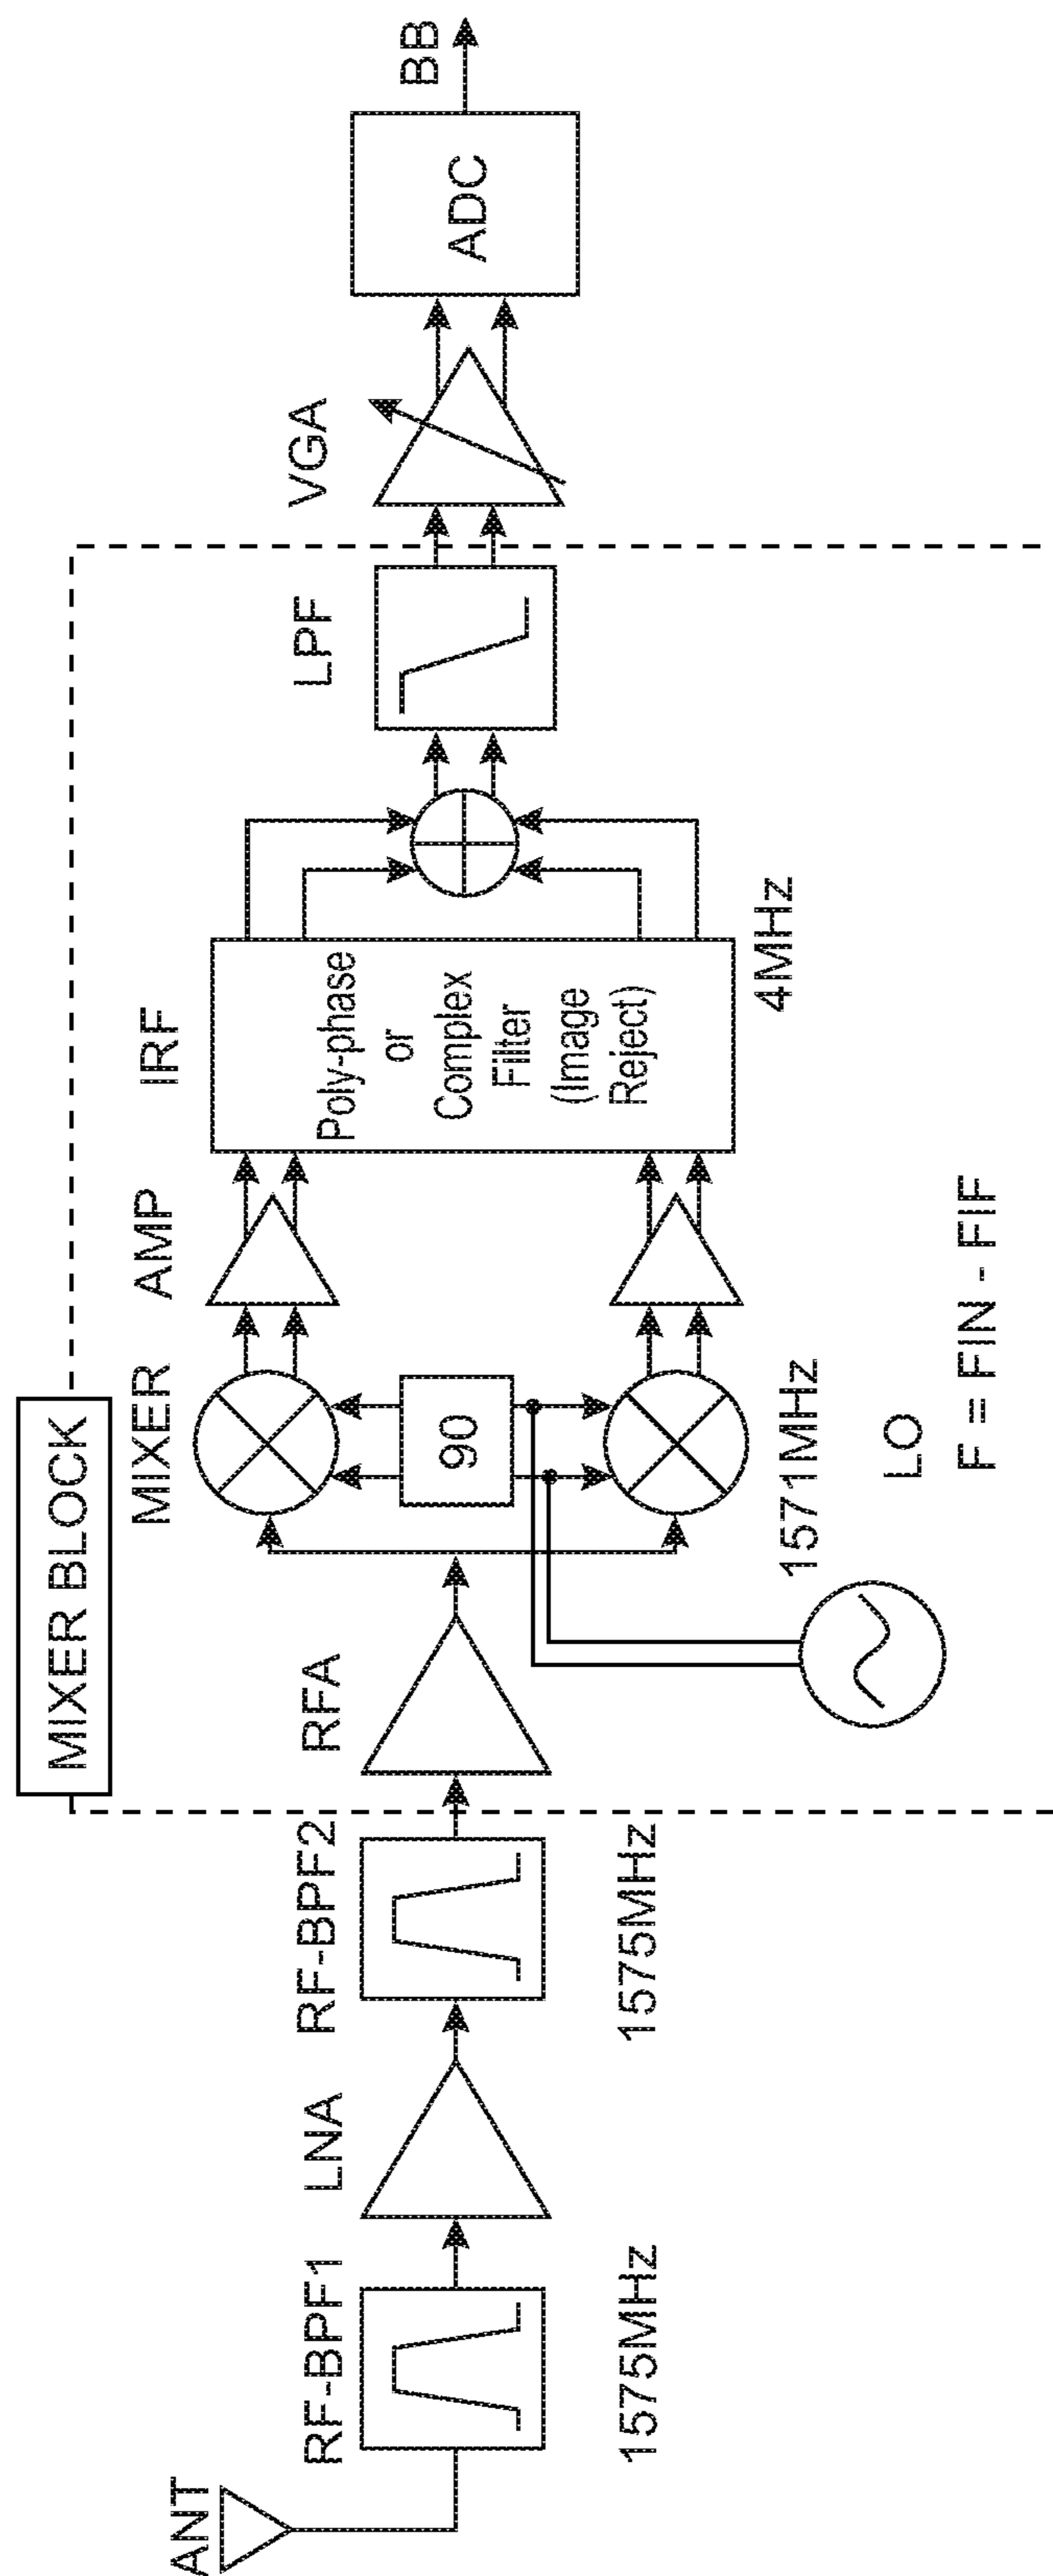 MIXER BLOCK
ANT
RF-BPF1
1575MHz
LNA
RF-BPF2
1575MHz
RFA
MIXER
90
1571MHz
LO
F = FIN - FIF
AMP
IRF
Poly-phase
or
Complex
Filter
(Image
Reject)
4MHz
LPF
VGA
ADC
BB